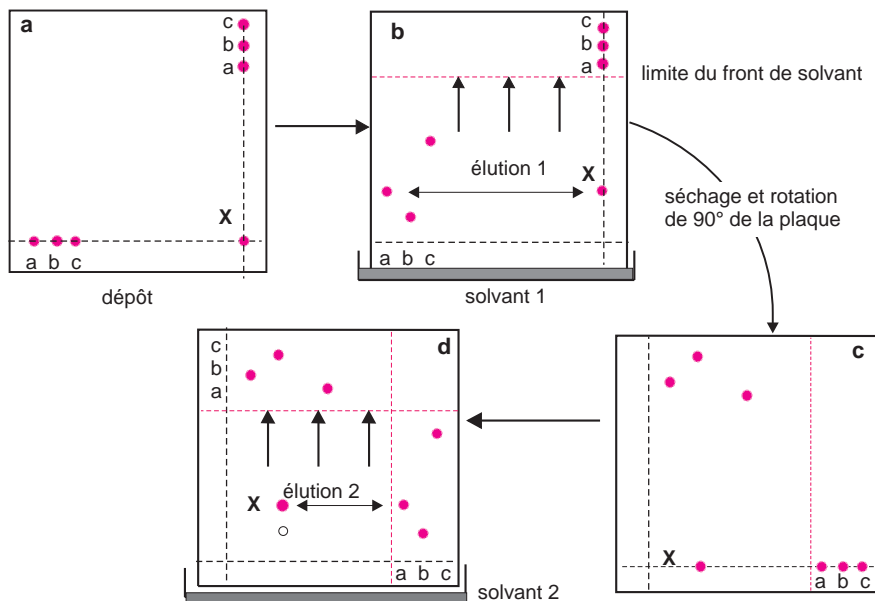 a
c
b
a
X
a b c
dépôt
b
c
b
a
limite du front de solvant
élution 1
X
a b c
solvant 1
séchage et rotation
de 90° de la plaque
c
X
a b c
d
c
b
a
élution 2
X
a b c
solvant 2